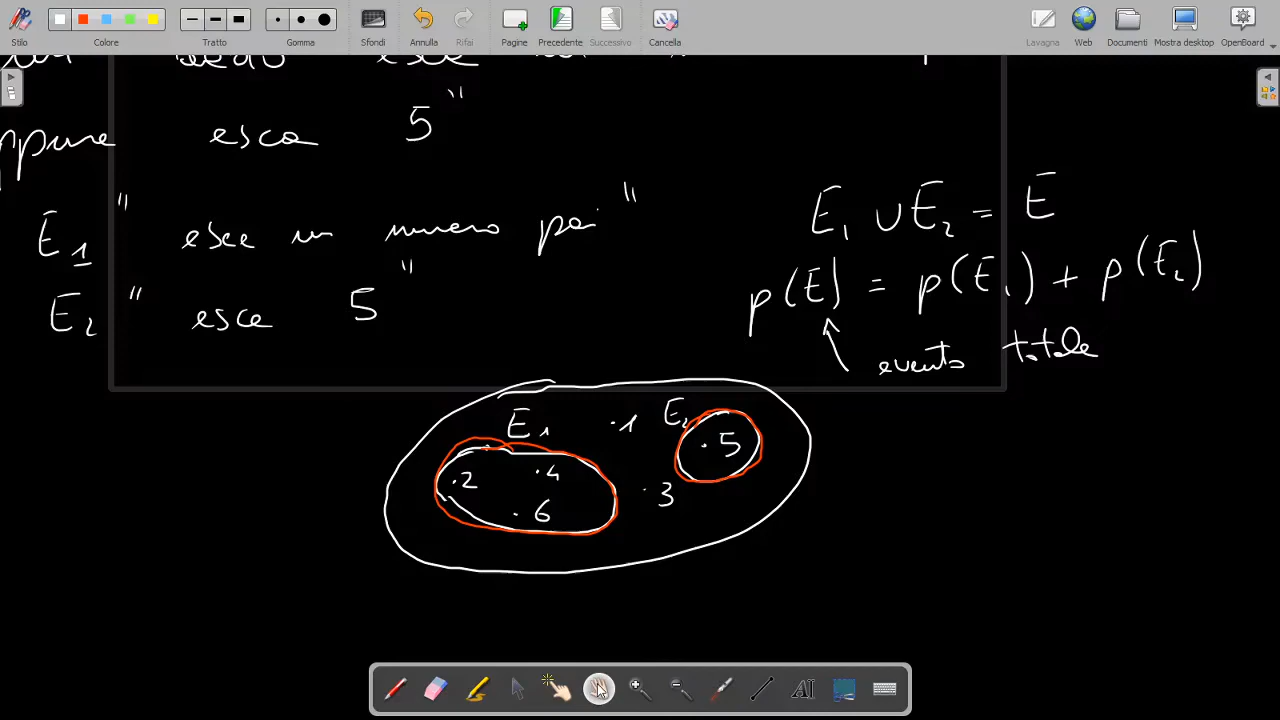 Stilo Colore Tratto Gomma Sfondi Annulla Rifai Pagine Precedente Successivo Cancella Lavagna Web Documenti Mostra desktop OpenBoard
esce
oppure esca 5"
E1 "esce un numero pari"
E2 "esce 5"
E1 ∪ E2 = E
p(E) = p(E1) + p(E2)
evento totale
E1 .1 E2 .5
.2 .4 .3
.6